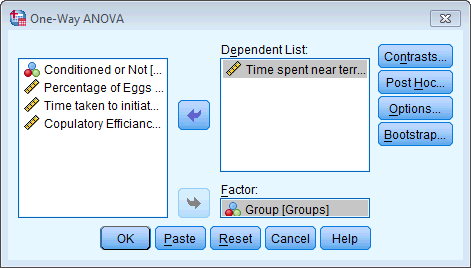 One-Way ANOVA
Conditioned or Not [...
Percentage of Eggs ...
Time taken to initiat...
Copulatory Efficianc...
Dependent List:
Time spent near terr...
Factor:
Group [Groups]
Contrasts...
Post Hoc...
Options...
Bootstrap...
OK
Paste
Reset
Cancel
Help